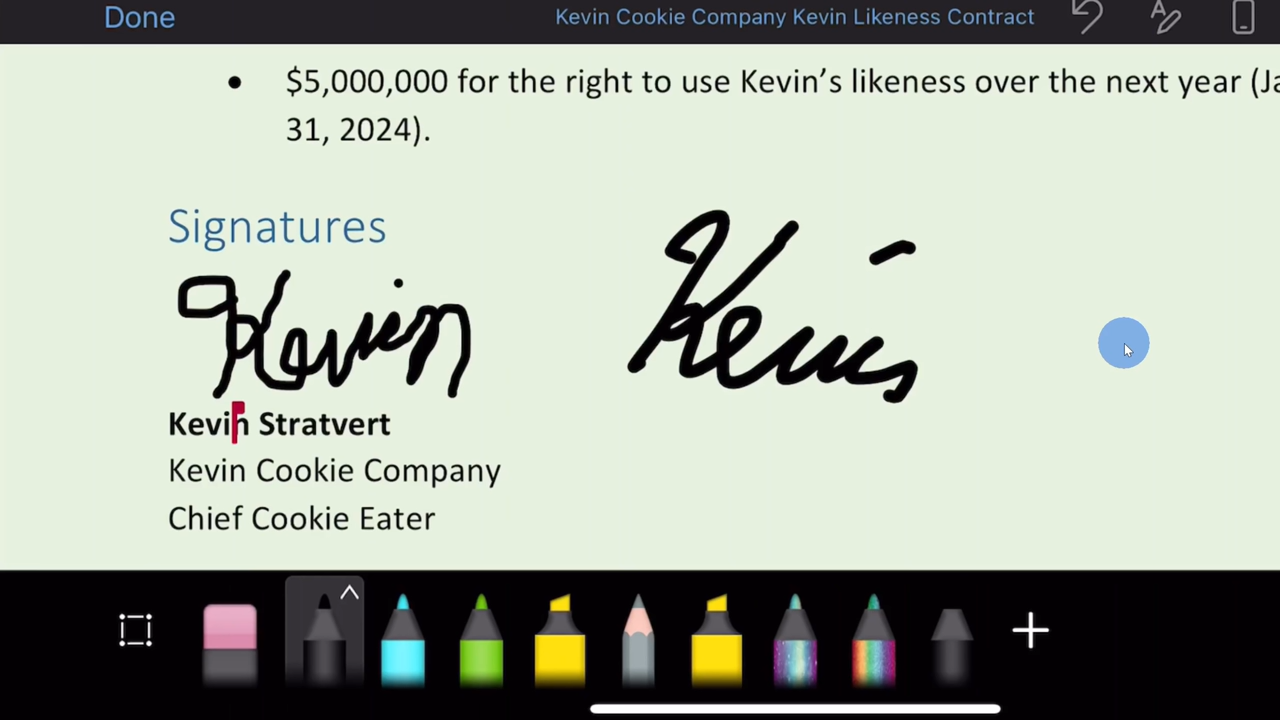 Done
Kevin Cookie Company Kevin Likeness Contract
• $5,000,000 for the right to use Kevin’s likeness over the next year (Ja
31, 2024).
Signatures
Kevin Kevin
Kevin Stratvert
Kevin Cookie Company
Chief Cookie Eater